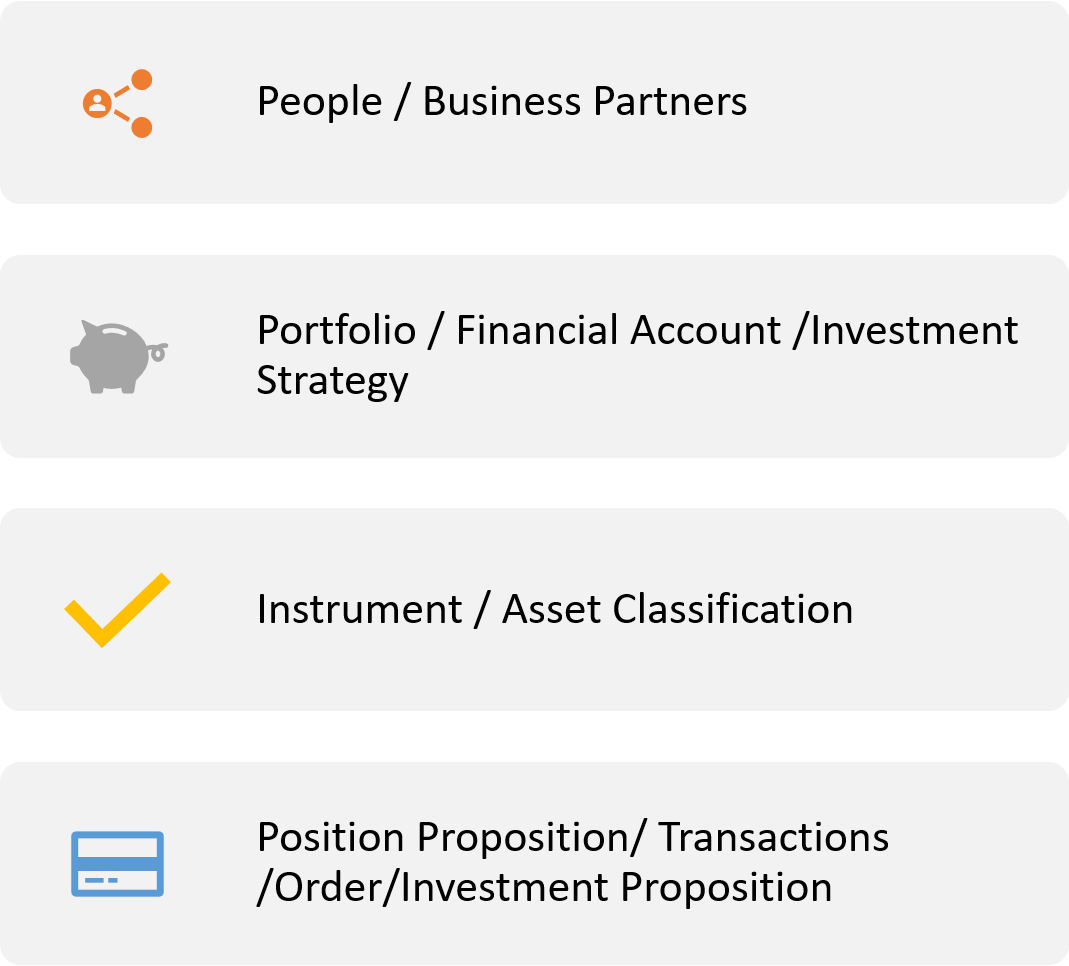 People / Business Partners
Portfolio / Financial Account /Investment
Strategy
Instrument / Asset Classification
Position Proposition/ Transactions
/Order/Investment Proposition